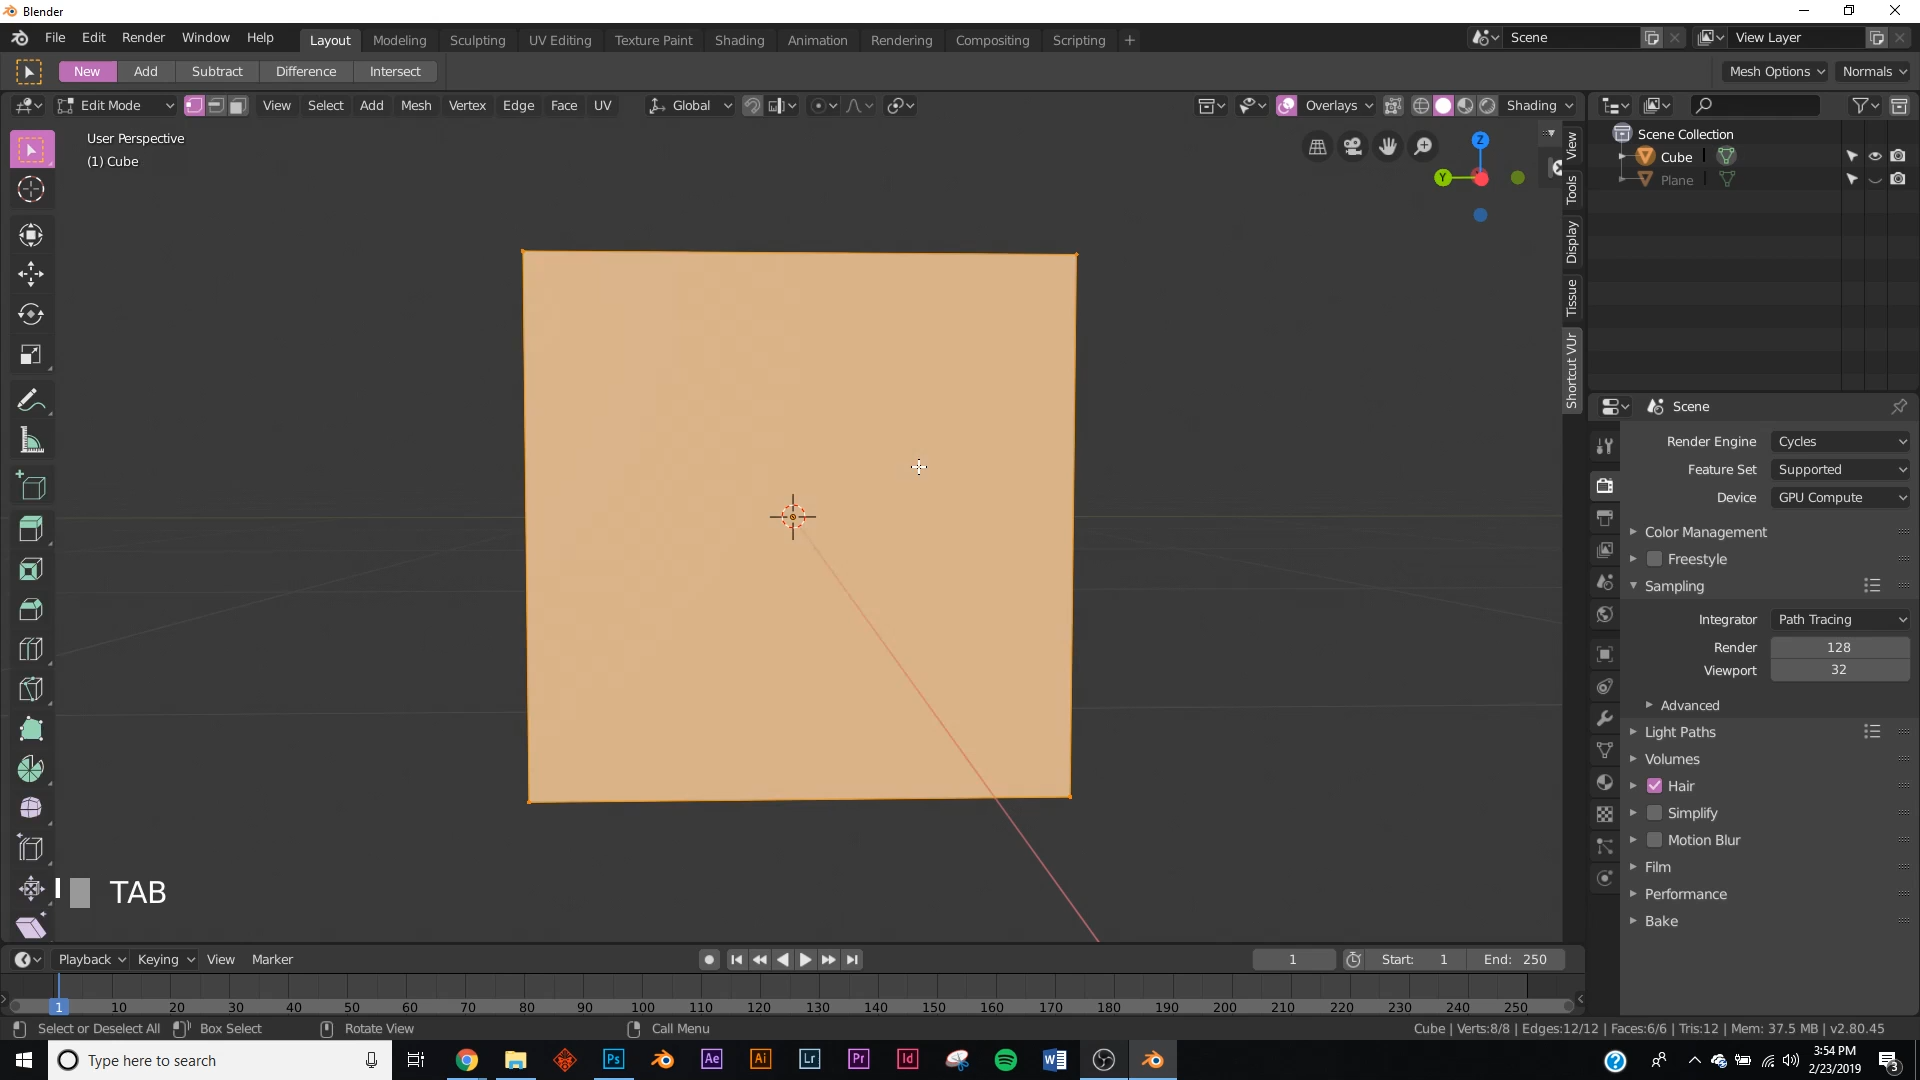 Blender
File Edit Render Window Help Layout Modeling Sculpting UV Editing Texture Paint Shading Animation Rendering Compositing Scripting + Scene View Layer
New Add Subtract Difference Intersect Mesh Options Normals
Edit Mode View Select Add Mesh Vertex Edge Face UV Global Overlays Shading
User Perspective
(1) Cube
Z
Y
View
Tools
Display
Tissue
Shortcut VUr
Scene Collection
Cube
Plane
Scene
Render Engine Cycles
Feature Set Supported
Device GPU Compute
Color Management
Freestyle
Sampling
Integrator Path Tracing
Render 128
Viewport 32
Advanced
Light Paths
Volumes
Hair
Simplify
Motion Blur
Film
Performance
Bake
TAB
Playback Keying View Marker 1 Start: 1 End: 250
1 10 20 30 40 50 60 70 80 90 100 110 120 130 140 150 160 170 180 190 200 210 220 230 240 250
Select or Deselect All Box Select Rotate View Call Menu Cube | Verts:8/8 | Edges:12/12 | Faces:6/6 | Tris:12 | Mem: 37.5 MB | v2.80.45
Type here to search Ps Ae Ai Lr Pr Id W ? 3:54 PM
2/23/2019 3